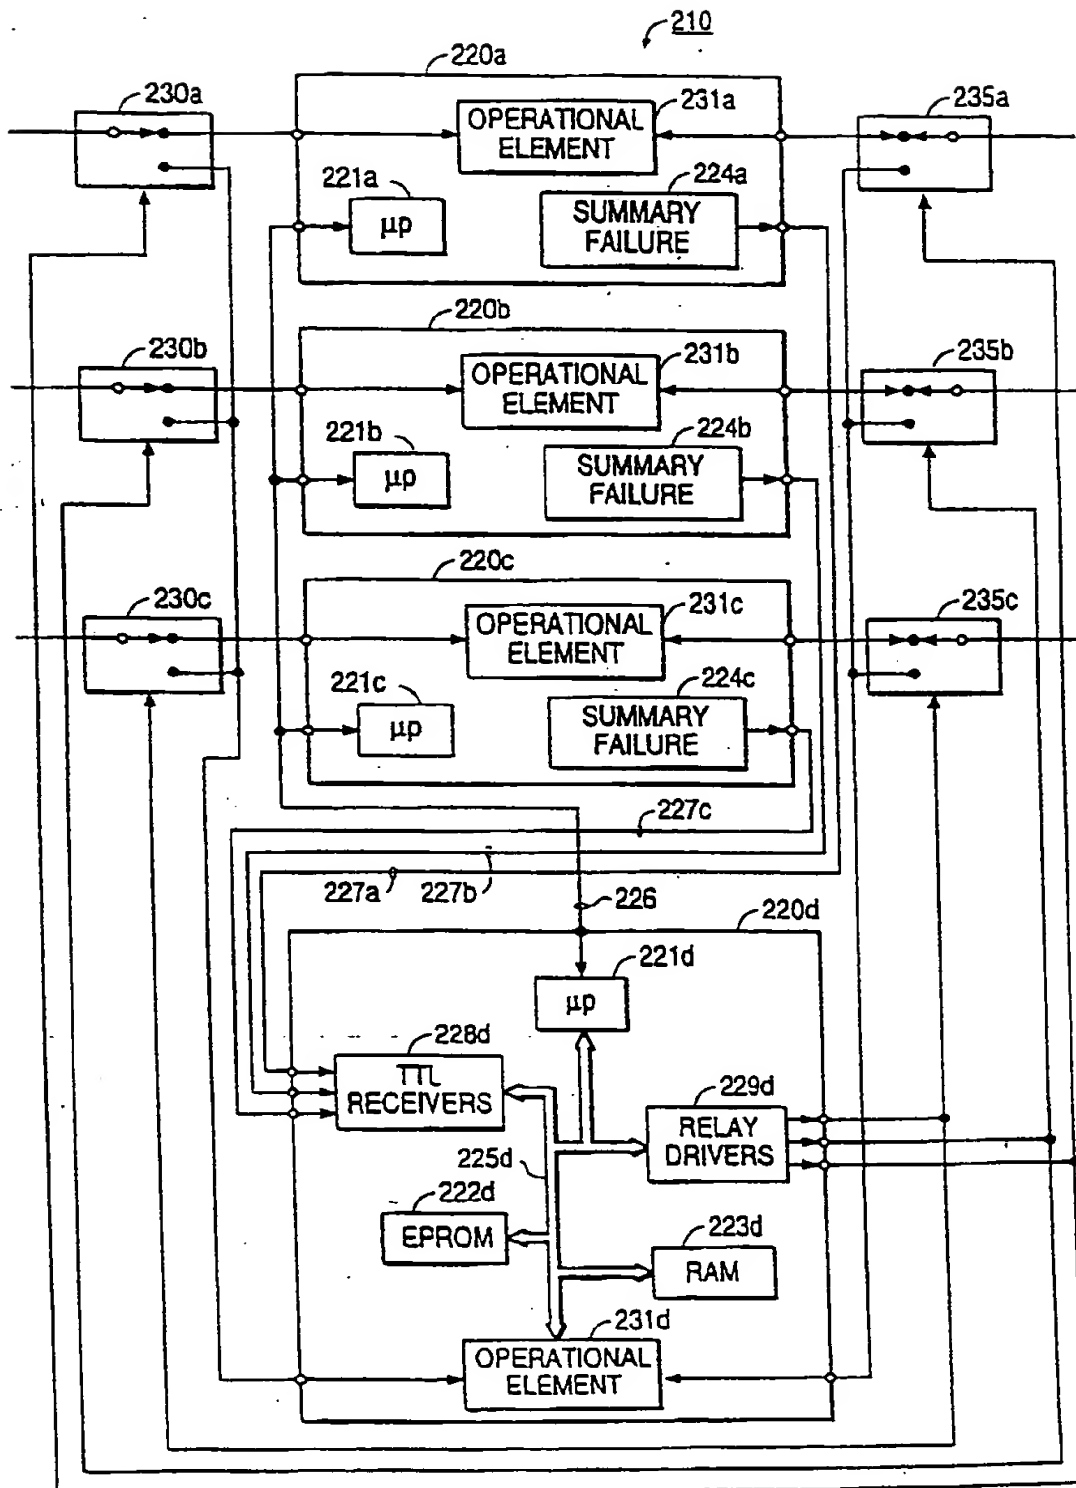 210
220a
230a
OPERATIONAL
ELEMENT
231a
235a
221a
μp
224a
SUMMARY
FAILURE
220b
230b
OPERATIONAL
ELEMENT
231b
235b
221b
μp
224b
SUMMARY
FAILURE
220c
230c
OPERATIONAL
ELEMENT
231c
235c
221c
μp
224c
SUMMARY
FAILURE
227c
227a
227b
226
220d
221d
μp
228d
TTL
RECEIVERS
229d
RELAY
DRIVERS
225d
222d
EPROM
223d
RAM
231d
OPERATIONAL
ELEMENT